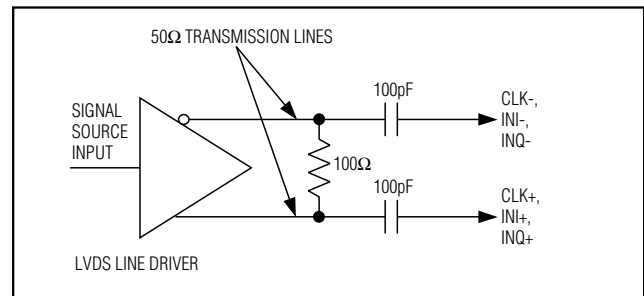 50Ω TRANSMISSION LINES
SIGNAL
SOURCE
INPUT
100pF
CLK-,
INI-,
INQ-
100Ω
100pF
CLK+,
INI+,
INQ+
LVDS LINE DRIVER